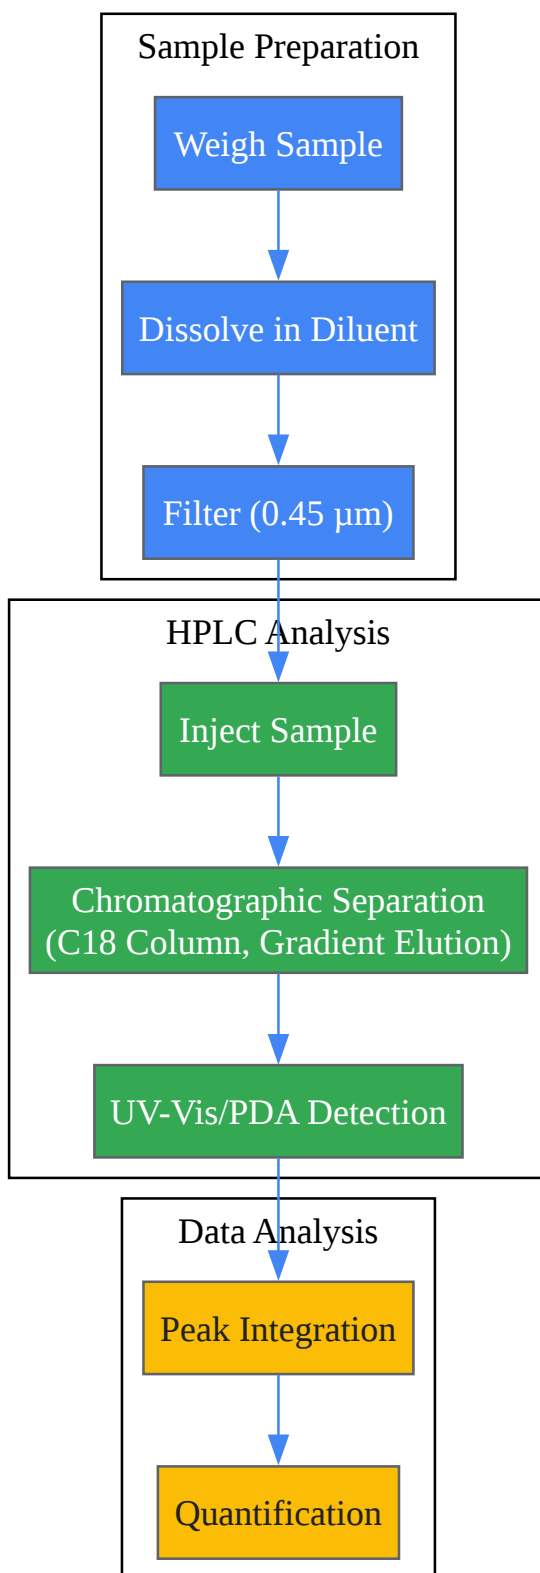 Sample Preparation
Weigh Sample
Dissolve in Diluent
Filter (0.45 µm)
HPLC Analysis
Inject Sample
Chromatographic Separation
(C18 Column, Gradient Elution)
UV-Vis/PDA Detection
Data Analysis
Peak Integration
Quantification